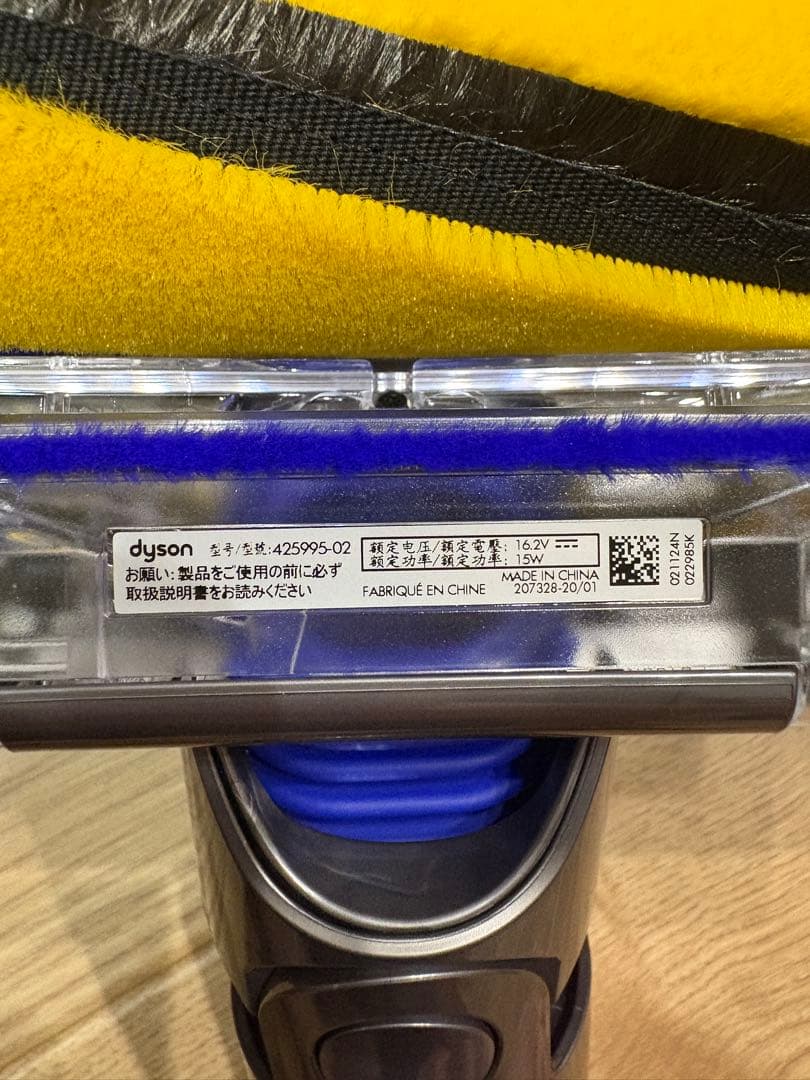 dyson 型号/型號:425995-02
お願い:製品をご使用の前に必ず
取扱説明書をお読みください
额定电压/額定電壓: 16.2V
额定功率/額定功率: 15W
FABRIQUÉ EN CHINE
MADE IN CHINA
207328-20/01
021124N
022985K